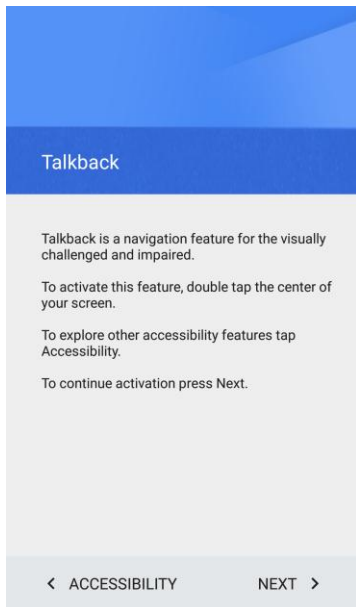 Talkback
Talkback is a navigation feature for the visually
challenged and impaired.
To activate this feature, double tap the center of
your screen.
To explore other accessibility features tap
Accessibility.
To continue activation press Next.
ACCESSIBILITY
NEXT